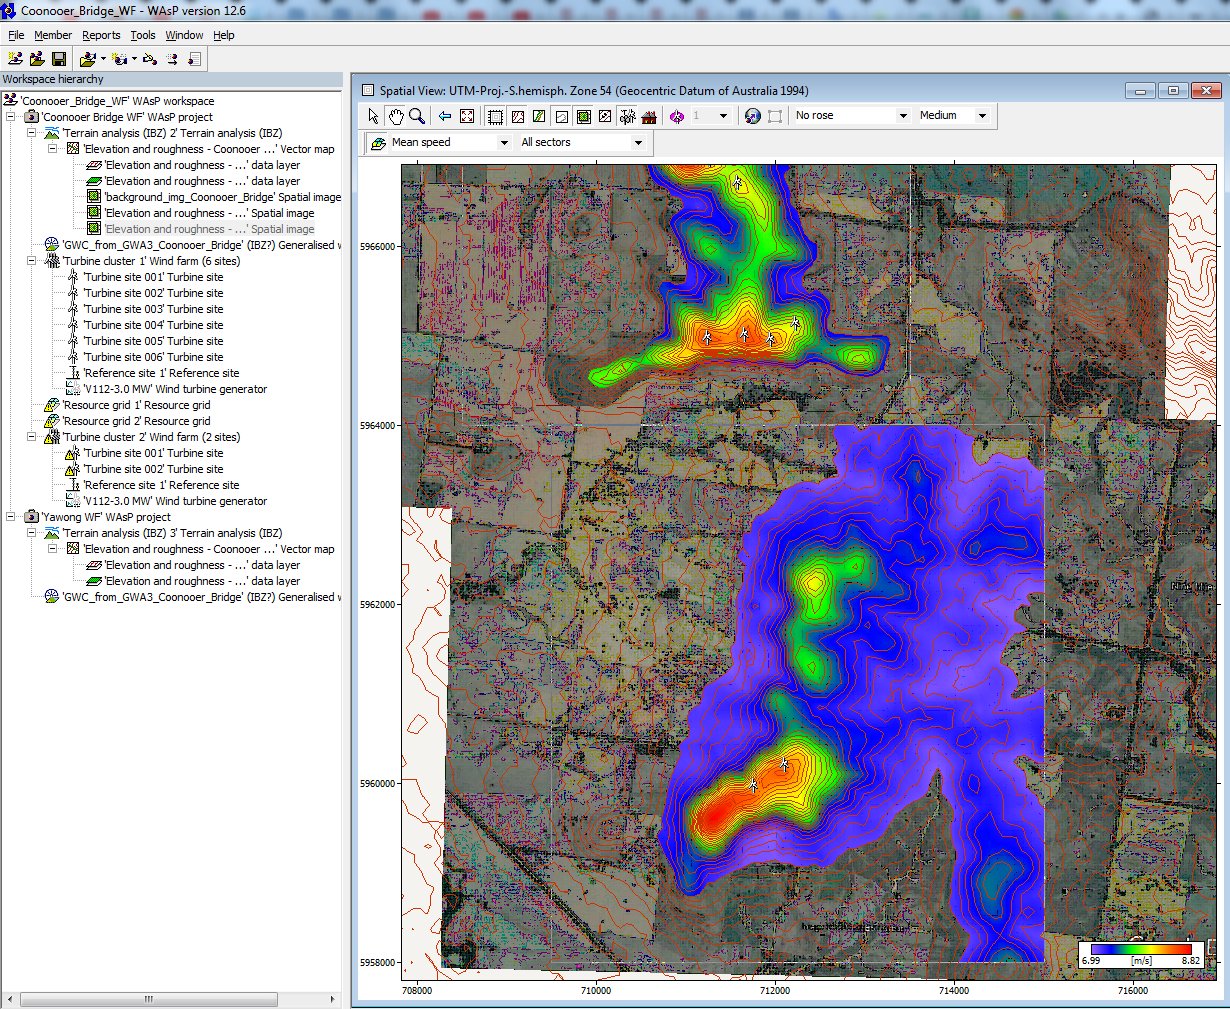 Coonooer_Bridge_WF - WAsP version 12.6
File Member Reports Tools Window Help
Workspace hierarchy
'Coonooer_Bridge_WF' WAsP workspace
'Coonooer Bridge WF' WAsP project
'Terrain analysis (IBZ) 2' Terrain analysis (IBZ)
'Elevation and roughness - Coonooer ...' Vector map
'Elevation and roughness - ...' data layer
'Elevation and roughness - ...' data layer
'background_img_Coonooer_Bridge' Spatial image
'Elevation and roughness - ...' Spatial image
'Elevation and roughness - ...' Spatial image
'GWC_from_GWA3_Coonooer_Bridge' (IBZ?) Generalised w
'Turbine cluster 1' Wind farm (6 sites)
'Turbine site 001' Turbine site
'Turbine site 002' Turbine site
'Turbine site 003' Turbine site
'Turbine site 004' Turbine site
'Turbine site 005' Turbine site
'Turbine site 006' Turbine site
'Reference site 1' Reference site
'V112-3.0 MW' Wind turbine generator
'Resource grid 1' Resource grid
'Resource grid 2' Resource grid
'Turbine cluster 2' Wind farm (2 sites)
'Turbine site 001' Turbine site
'Turbine site 002' Turbine site
'Reference site 1' Reference site
'V112-3.0 MW' Wind turbine generator
'Yawong WF' WAsP project
'Terrain analysis (IBZ) 3' Terrain analysis (IBZ)
'Elevation and roughness - Coonooer ...' Vector map
'Elevation and roughness - ...' data layer
'Elevation and roughness - ...' data layer
'GWC_from_GWA3_Coonooer_Bridge' (IBZ?) Generalised w
Spatial View: UTM-Proj.-S.hemisph. Zone 54 (Geocentric Datum of Australia 1994)
1 No rose Medium
Mean speed All sectors
5966000
5964000
5962000
5960000
5958000
6.99 [m/s] 8.82
708000 710000 712000 714000 716000